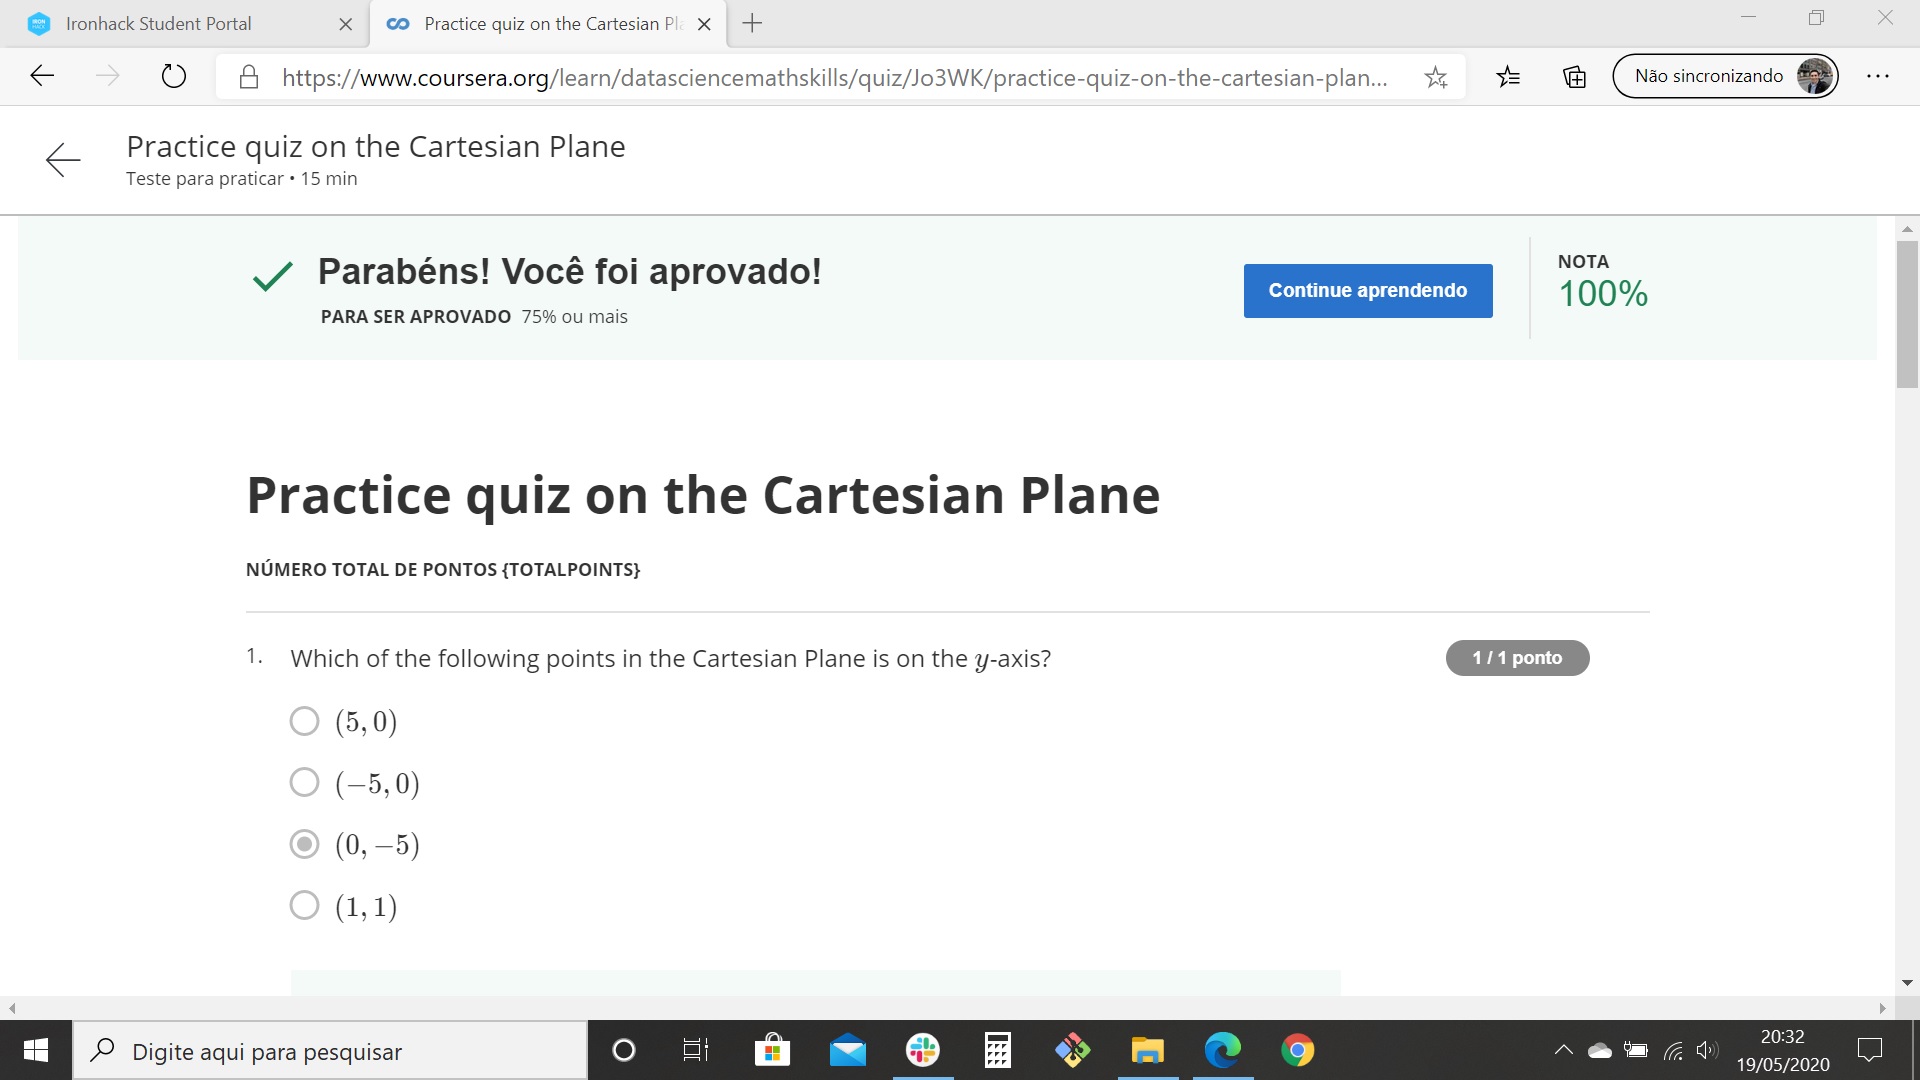 Ironhack Student Portal
Practice quiz on the Cartesian Pla
https://www.coursera.org/learn/datasciencemathskills/quiz/Jo3WK/practice-quiz-on-the-cartesian-plan...
Não sincronizando
Practice quiz on the Cartesian Plane
Teste para praticar • 15 min
Parabéns! Você foi aprovado!
PARA SER APROVADO 75% ou mais
Continue aprendendo
NOTA
100%
Practice quiz on the Cartesian Plane
NÚMERO TOTAL DE PONTOS {TOTALPOINTS}
1. Which of the following points in the Cartesian Plane is on the y-axis?
1 / 1 ponto
(5, 0)
(−5, 0)
(0, −5)
(1, 1)
Digite aqui para pesquisar
20:32
19/05/2020